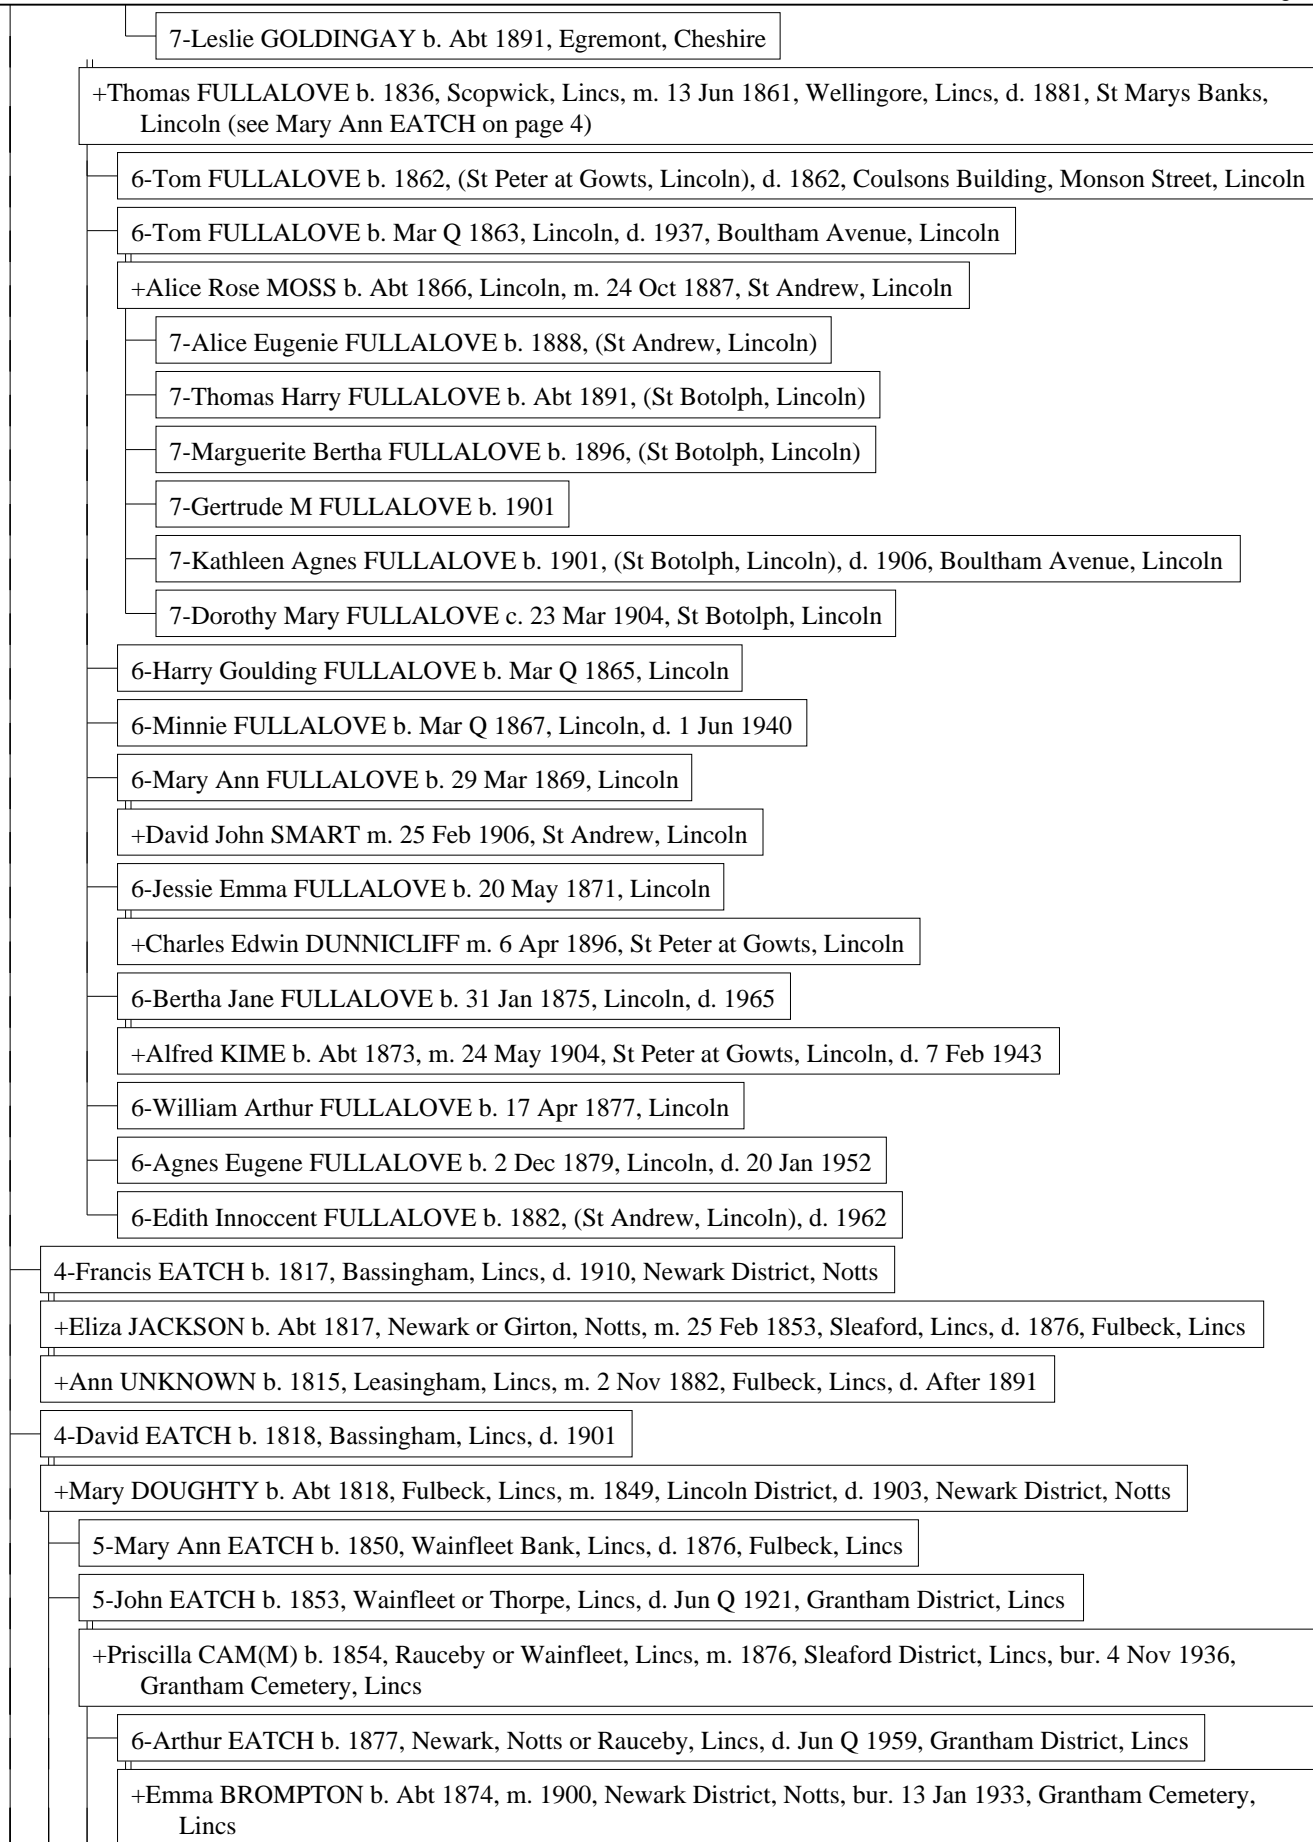 7-Leslie GOLDINGAY b. Abt 1891, Egremont, Cheshire
+Thomas FULLALOVE b. 1836, Scopwick, Lincs, m. 13 Jun 1861, Wellingore, Lincs, d. 1881, St Marys Banks,
Lincoln (see Mary Ann EATCH on page 4)
6-Tom FULLALOVE b. 1862, (St Peter at Gowts, Lincoln), d. 1862, Coulsons Building, Monson Street, Lincoln
6-Tom FULLALOVE b. Mar Q 1863, Lincoln, d. 1937, Boultham Avenue, Lincoln
+Alice Rose MOSS b. Abt 1866, Lincoln, m. 24 Oct 1887, St Andrew, Lincoln
7-Alice Eugenie FULLALOVE b. 1888, (St Andrew, Lincoln)
7-Thomas Harry FULLALOVE b. Abt 1891, (St Botolph, Lincoln)
7-Marguerite Bertha FULLALOVE b. 1896, (St Botolph, Lincoln)
7-Gertrude M FULLALOVE b. 1901
7-Kathleen Agnes FULLALOVE b. 1901, (St Botolph, Lincoln), d. 1906, Boultham Avenue, Lincoln
7-Dorothy Mary FULLALOVE c. 23 Mar 1904, St Botolph, Lincoln
6-Harry Goulding FULLALOVE b. Mar Q 1865, Lincoln
6-Minnie FULLALOVE b. Mar Q 1867, Lincoln, d. 1 Jun 1940
6-Mary Ann FULLALOVE b. 29 Mar 1869, Lincoln
+David John SMART m. 25 Feb 1906, St Andrew, Lincoln
6-Jessie Emma FULLALOVE b. 20 May 1871, Lincoln
+Charles Edwin DUNNICLIFF m. 6 Apr 1896, St Peter at Gowts, Lincoln
6-Bertha Jane FULLALOVE b. 31 Jan 1875, Lincoln, d. 1965
+Alfred KIME b. Abt 1873, m. 24 May 1904, St Peter at Gowts, Lincoln, d. 7 Feb 1943
6-William Arthur FULLALOVE b. 17 Apr 1877, Lincoln
6-Agnes Eugene FULLALOVE b. 2 Dec 1879, Lincoln, d. 20 Jan 1952
6-Edith Innoccent FULLALOVE b. 1882, (St Andrew, Lincoln), d. 1962
4-Francis EATCH b. 1817, Bassingham, Lincs, d. 1910, Newark District, Notts
+Eliza JACKSON b. Abt 1817, Newark or Girton, Notts, m. 25 Feb 1853, Sleaford, Lincs, d. 1876, Fulbeck, Lincs
+Ann UNKNOWN b. 1815, Leasingham, Lincs, m. 2 Nov 1882, Fulbeck, Lincs, d. After 1891
4-David EATCH b. 1818, Bassingham, Lincs, d. 1901
+Mary DOUGHTY b. Abt 1818, Fulbeck, Lincs, m. 1849, Lincoln District, d. 1903, Newark District, Notts
5-Mary Ann EATCH b. 1850, Wainfleet Bank, Lincs, d. 1876, Fulbeck, Lincs
5-John EATCH b. 1853, Wainfleet or Thorpe, Lincs, d. Jun Q 1921, Grantham District, Lincs
+Priscilla CAM(M) b. 1854, Rauceby or Wainfleet, Lincs, m. 1876, Sleaford District, Lincs, bur. 4 Nov 1936,
Grantham Cemetery, Lincs
6-Arthur EATCH b. 1877, Newark, Notts or Rauceby, Lincs, d. Jun Q 1959, Grantham District, Lincs
+Emma BROMPTON b. Abt 1874, m. 1900, Newark District, Notts, bur. 13 Jan 1933, Grantham Cemetery,
Lincs